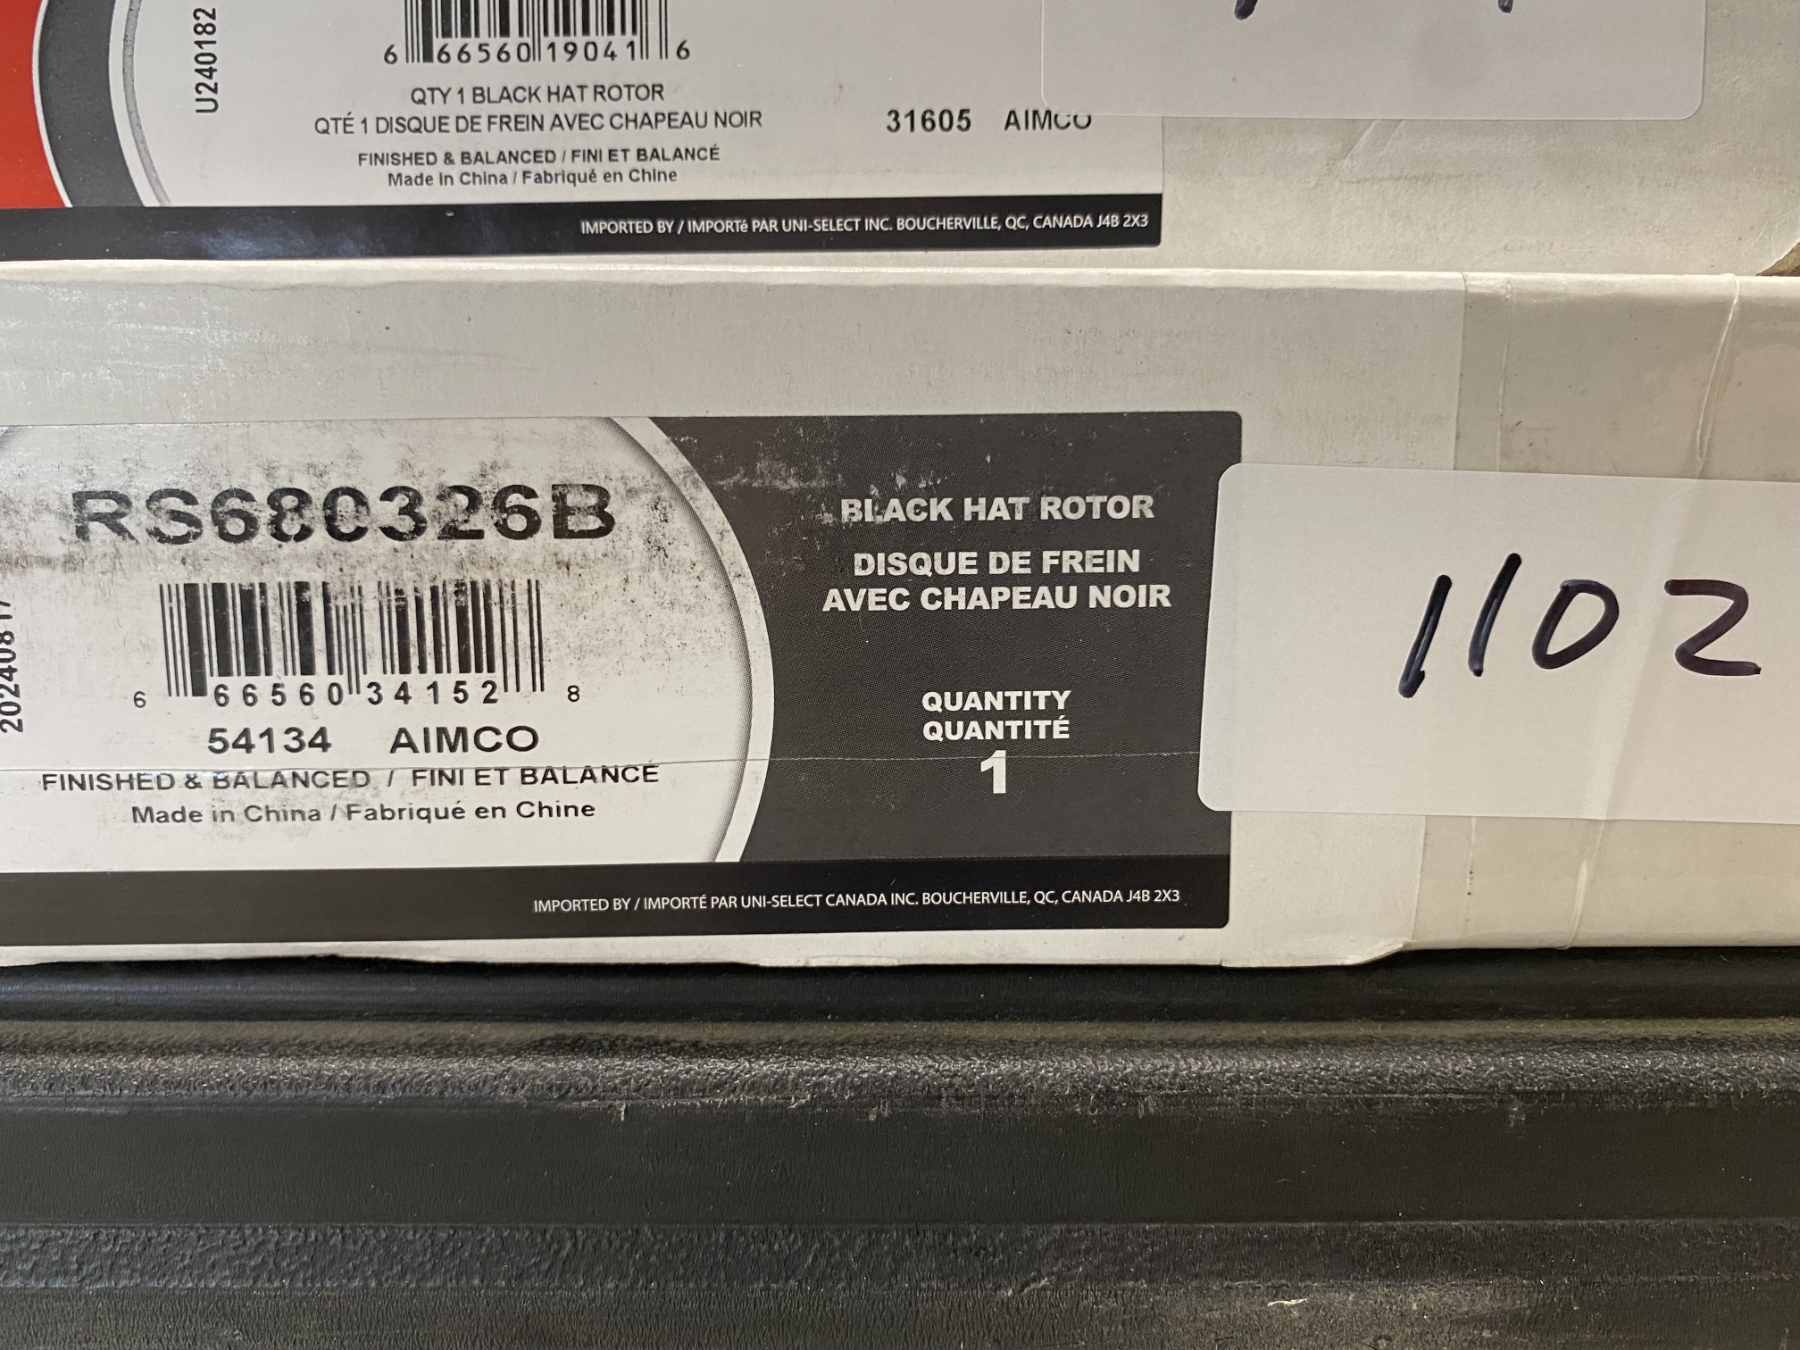 U240182
6 66560 19041 6
QTY 1 BLACK HAT ROTOR
QTÉ 1 DISQUE DE FREIN AVEC CHAPEAU NOIR
31605 AIMCO
FINISHED & BALANCED / FINI ET BALANCÉ
Made in China / Fabriqué en Chine
IMPORTED BY / IMPORTé PAR UNI-SELECT INC. BOUCHERVILLE, QC, CANADA J4B 2X3
RS680326B
6 66560 34152 8
54134 AIMCO
FINISHED & BALANCED / FINI ET BALANCÉ
Made in China / Fabriqué en Chine
BLACK HAT ROTOR
DISQUE DE FREIN
AVEC CHAPEAU NOIR
QUANTITY
QUANTITÉ
1
1102
IMPORTED BY / IMPORTÉ PAR UNI-SELECT CANADA INC. BOUCHERVILLE, QC, CANADA J4B 2X3